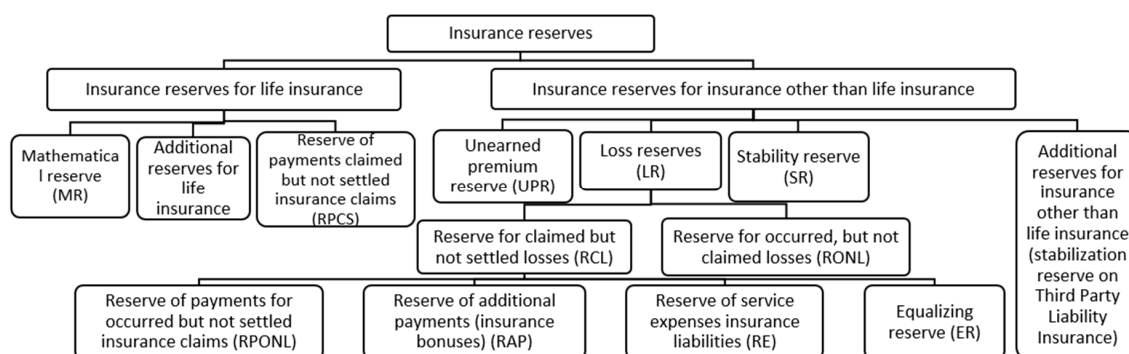 Insurance reserves
Insurance reserves for life insurance
Insurance reserves for insurance other than life insurance
Mathematica
l reserve
(MR)
Additional
reserves for
life
insurance
Reserve of
payments claimed
but not settled
insurance claims
(RPCS)
Unearned
premium
reserve (UPR)
Loss reserves
(LR)
Stability reserve
(SR)
Additional
reserves for
insurance
other than
life insurance
(stabilization
reserve on
Third Party
Liability
Insurance)
Reserve for claimed but
not settled losses (RCL)
Reserve for occurred, but not
claimed losses (RONL)
Reserve of payments for
occurred but not settled
insurance claims (RPONL)
Reserve of additional
payments (insurance
bonuses) (RAP)
Reserve of service
expenses insurance
liabilities (RE)
Equalizing
reserve (ER)